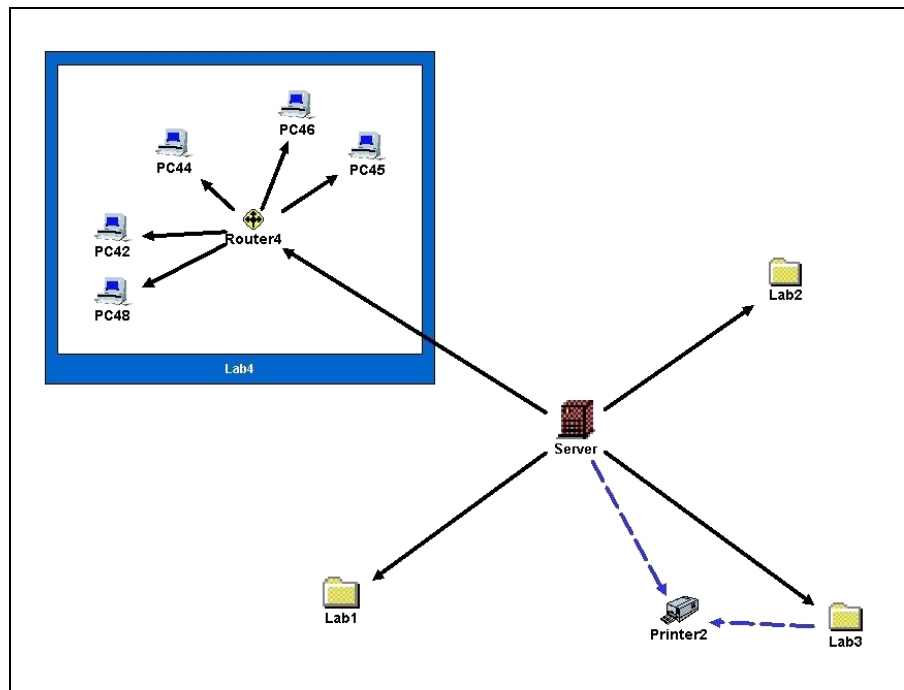 PC46
PC44
PC45
PC42
Router4
PC48
Lab2
Lab4
Server
Lab1
Printer2
Lab3